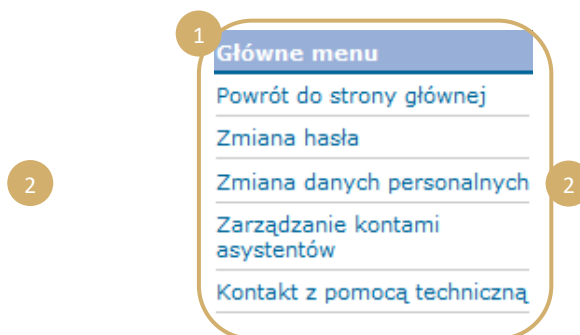 1
Główne menu
Powrót do strony głównej
Zmiana hasła
2
Zmiana danych personalnych
2
Zarządzanie kontami
asystentów
Kontakt z pomocą techniczną